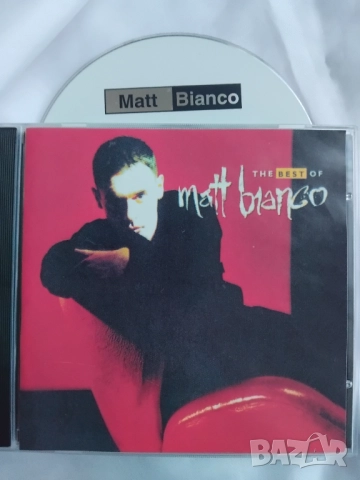 Matt Bianco
THE BEST OF
matt bianco
BAZAR